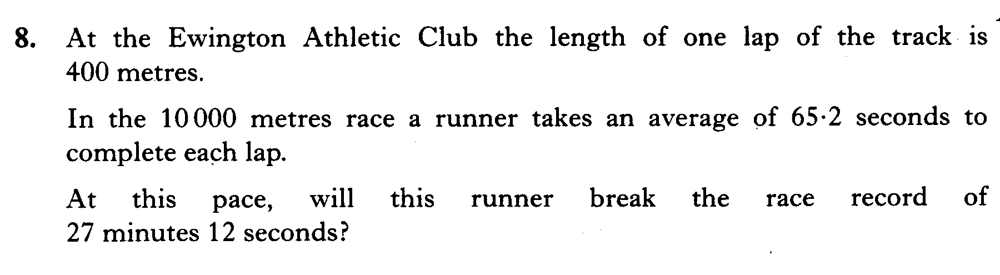 8. At the Ewington Athletic Club the length of one lap of the track is
400 metres.
In the 10 000 metres race a runner takes an average of 65·2 seconds to
complete each lap.
At this pace, will this runner break the race record of
27 minutes 12 seconds?